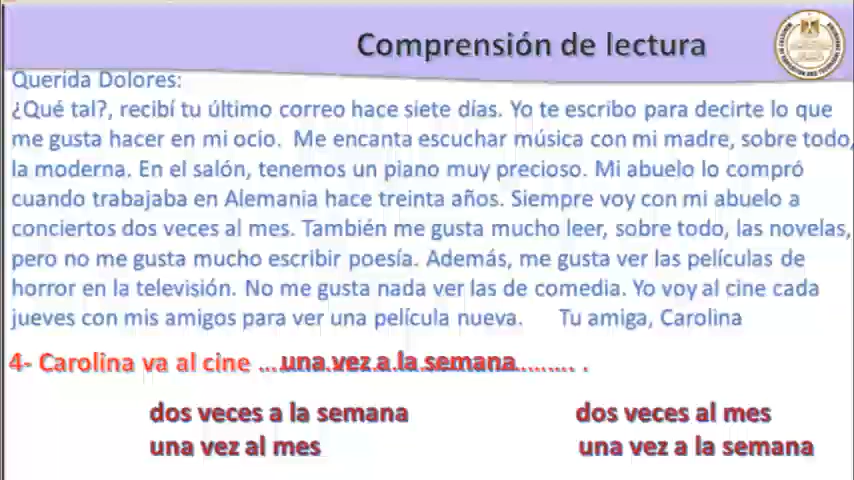 Comprensión de lectura
Querida Dolores:
¿Qué tal?, recibí tu último correo hace siete días. Yo te escribo para decirte lo que
me gusta hacer en mi ocio. Me encanta escuchar música con mi madre, sobre todo,
la moderna. En el salón, tenemos un piano muy precioso. Mi abuelo lo compró
cuando trabajaba en Alemania hace treinta años. Siempre voy con mi abuelo a
conciertos dos veces al mes. También me gusta mucho leer, sobre todo, las novelas,
pero no me gusta mucho escribir poesía. Además, me gusta ver las películas de
horror en la televisión. No me gusta nada ver las de comedia. Yo voy al cine cada
jueves con mis amigos para ver una película nueva. Tu amiga, Carolina
4- Carolina va al cine ...una vez a la semana........ .
dos veces a la semana dos veces al mes
una vez al mes una vez a la semana